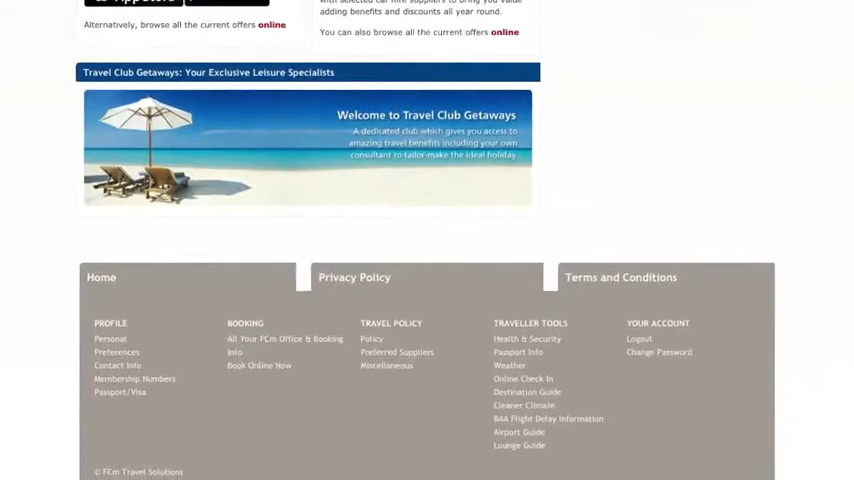 App Store
with selected car hire suppliers to bring you value
adding benefits and discounts all year round.
Alternatively, browse all the current offers online
You can also browse all the current offers online
Travel Club Getaways: Your Exclusive Leisure Specialists
Welcome to Travel Club Getaways
A dedicated club which gives you access to
amazing travel benefits including your own
consultant to tailor-make the ideal holiday.
Home
Privacy Policy
Terms and Conditions
PROFILE
Personal
Preferences
Contact Info
Membership Numbers
Passport/Visa
BOOKING
All Your FCm Office & Booking
Info
Book Online Now
TRAVEL POLICY
Policy
Preferred Suppliers
Miscellaneous
TRAVELLER TOOLS
Health & Security
Passport Info
Weather
Online Check In
Destination Guide
Cleaner Climate
BAA Flight Delay Information
Airport Guide
Lounge Guide
YOUR ACCOUNT
Logout
Change Password
© FCm Travel Solutions